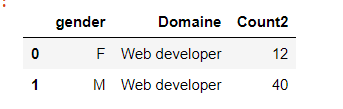 gender Domaine Count2
0 F Web developer 12
1 M Web developer 40